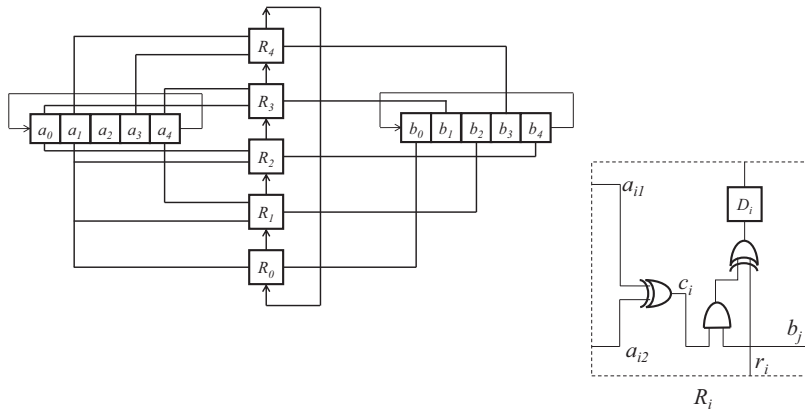 R4
a0 a1 a2 a3 a4
R3
b0 b1 b2 b3 b4
R2
R1
R0
ai1
Di
ci
bj
ai2
ri
Ri